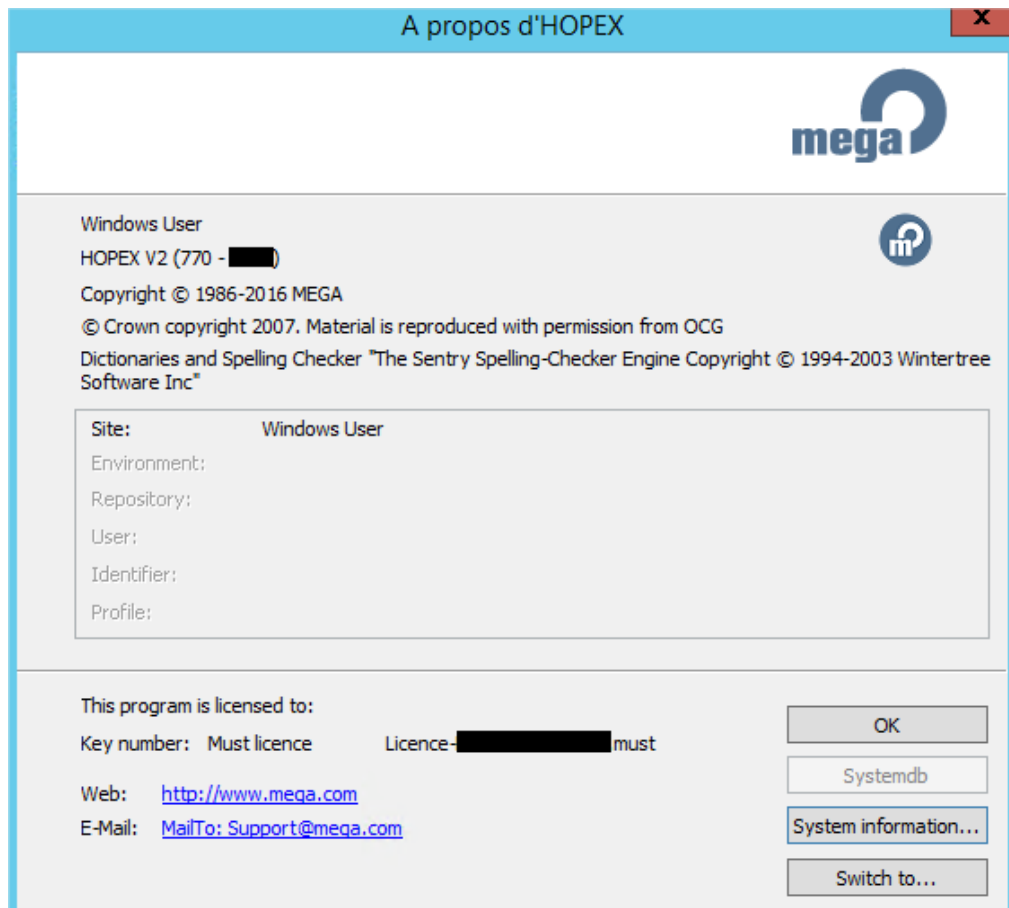 A propos d'HOPEX
X
mega
Windows User
m
HOPEX V2 (770 - )
Copyright © 1986-2016 MEGA
© Crown copyright 2007. Material is reproduced with permission from OCG
Dictionaries and Spelling Checker "The Sentry Spelling-Checker Engine Copyright © 1994-2003 Wintertree
Software Inc"
Site: Windows User
Environment:
Repository:
User:
Identifier:
Profile:
This program is licensed to:
Key number: Must licence Licence- must
Web: http://www.mega.com
E-Mail: MailTo: Support@mega.com
OK
Systemdb
System information...
Switch to...